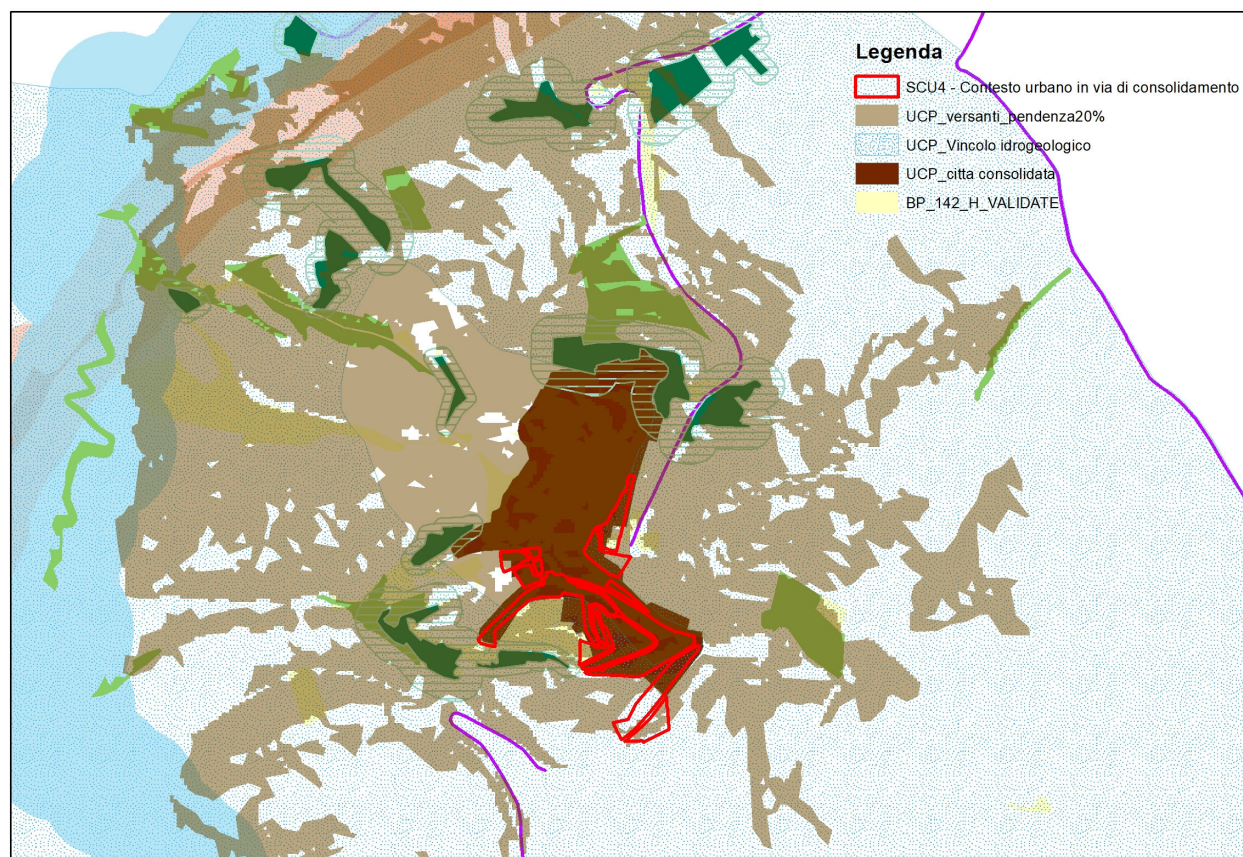 Legenda
SCU4 - Contesto urbano in via di consolidamento
UCP_versanti_pendenza20%
UCP_Vincolo idrogeologico
UCP_citta consolidata
BP_142_H_VALIDATE